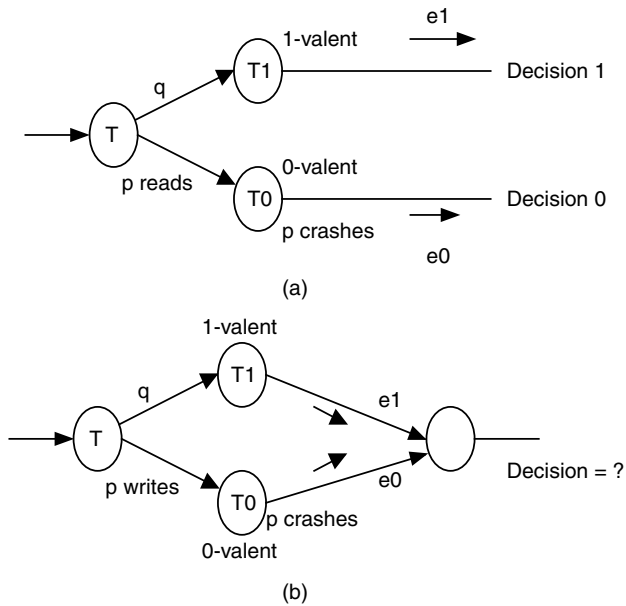 e1
1-valent
q
T1
Decision 1
T
0-valent
p reads
T0
Decision 0
p crashes
e0
(a)
1-valent
T1
q
e1
T
Decision = ?
p writes
e0
T0
p crashes
0-valent
(b)